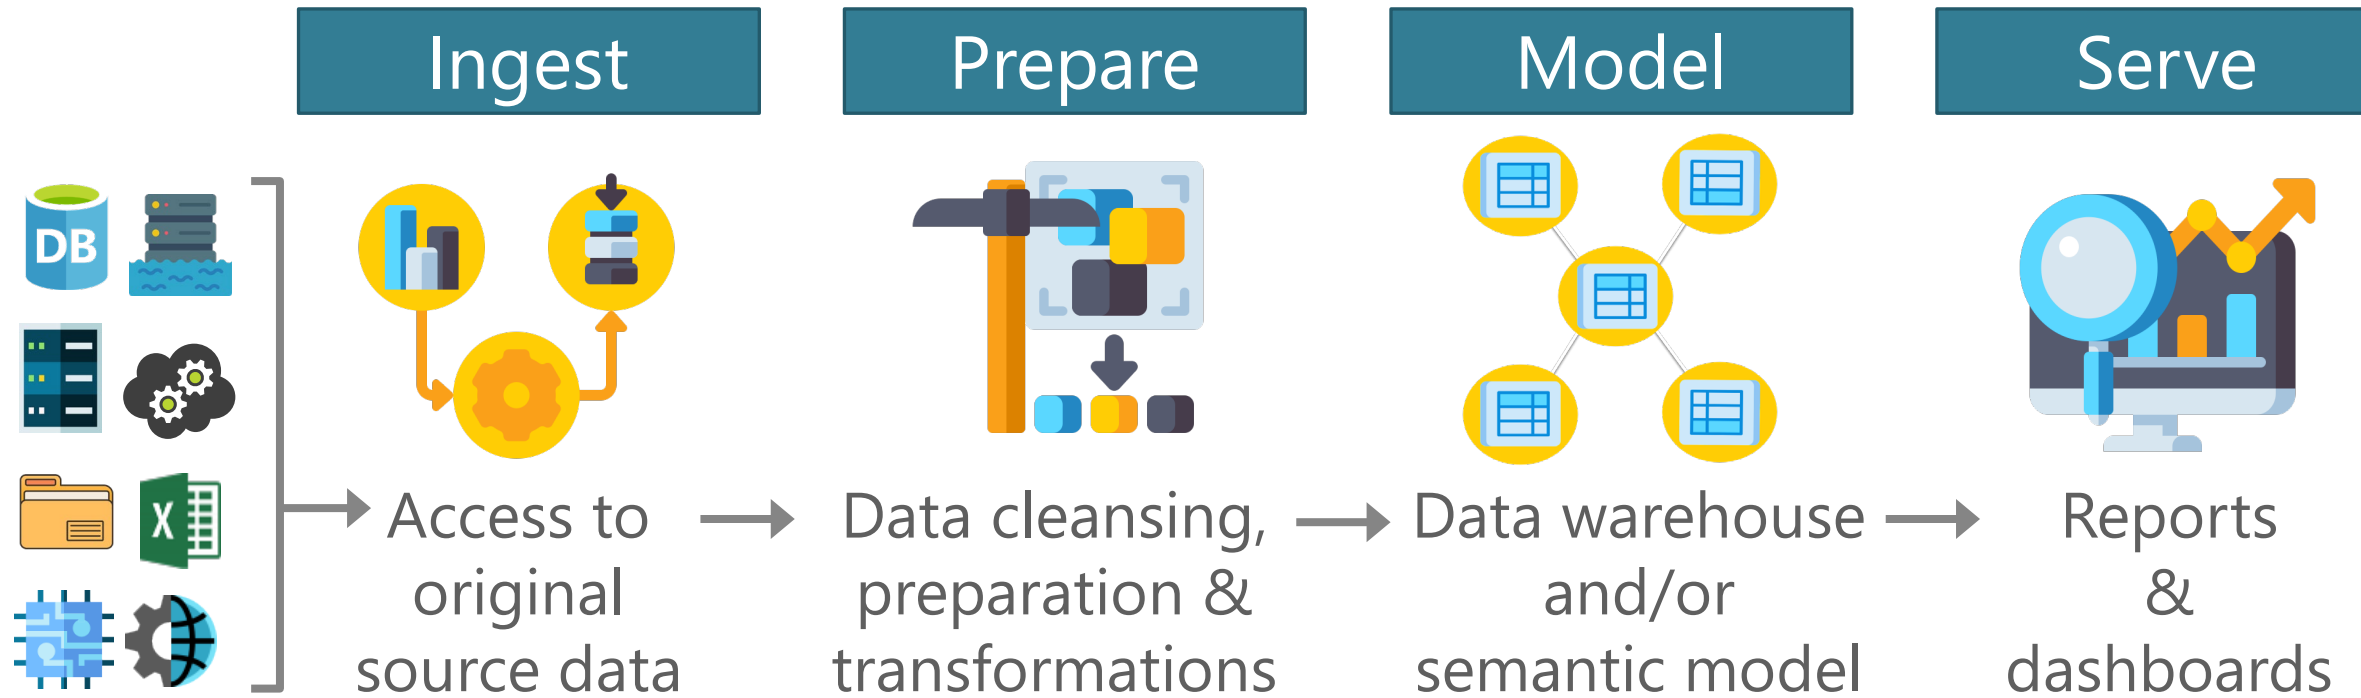 Ingest
Prepare
Model
Serve
DB
X
Access to
original
source data
Data cleansing,
preparation &
transformations
Data warehouse
and/or
semantic model
Reports
&
dashboards